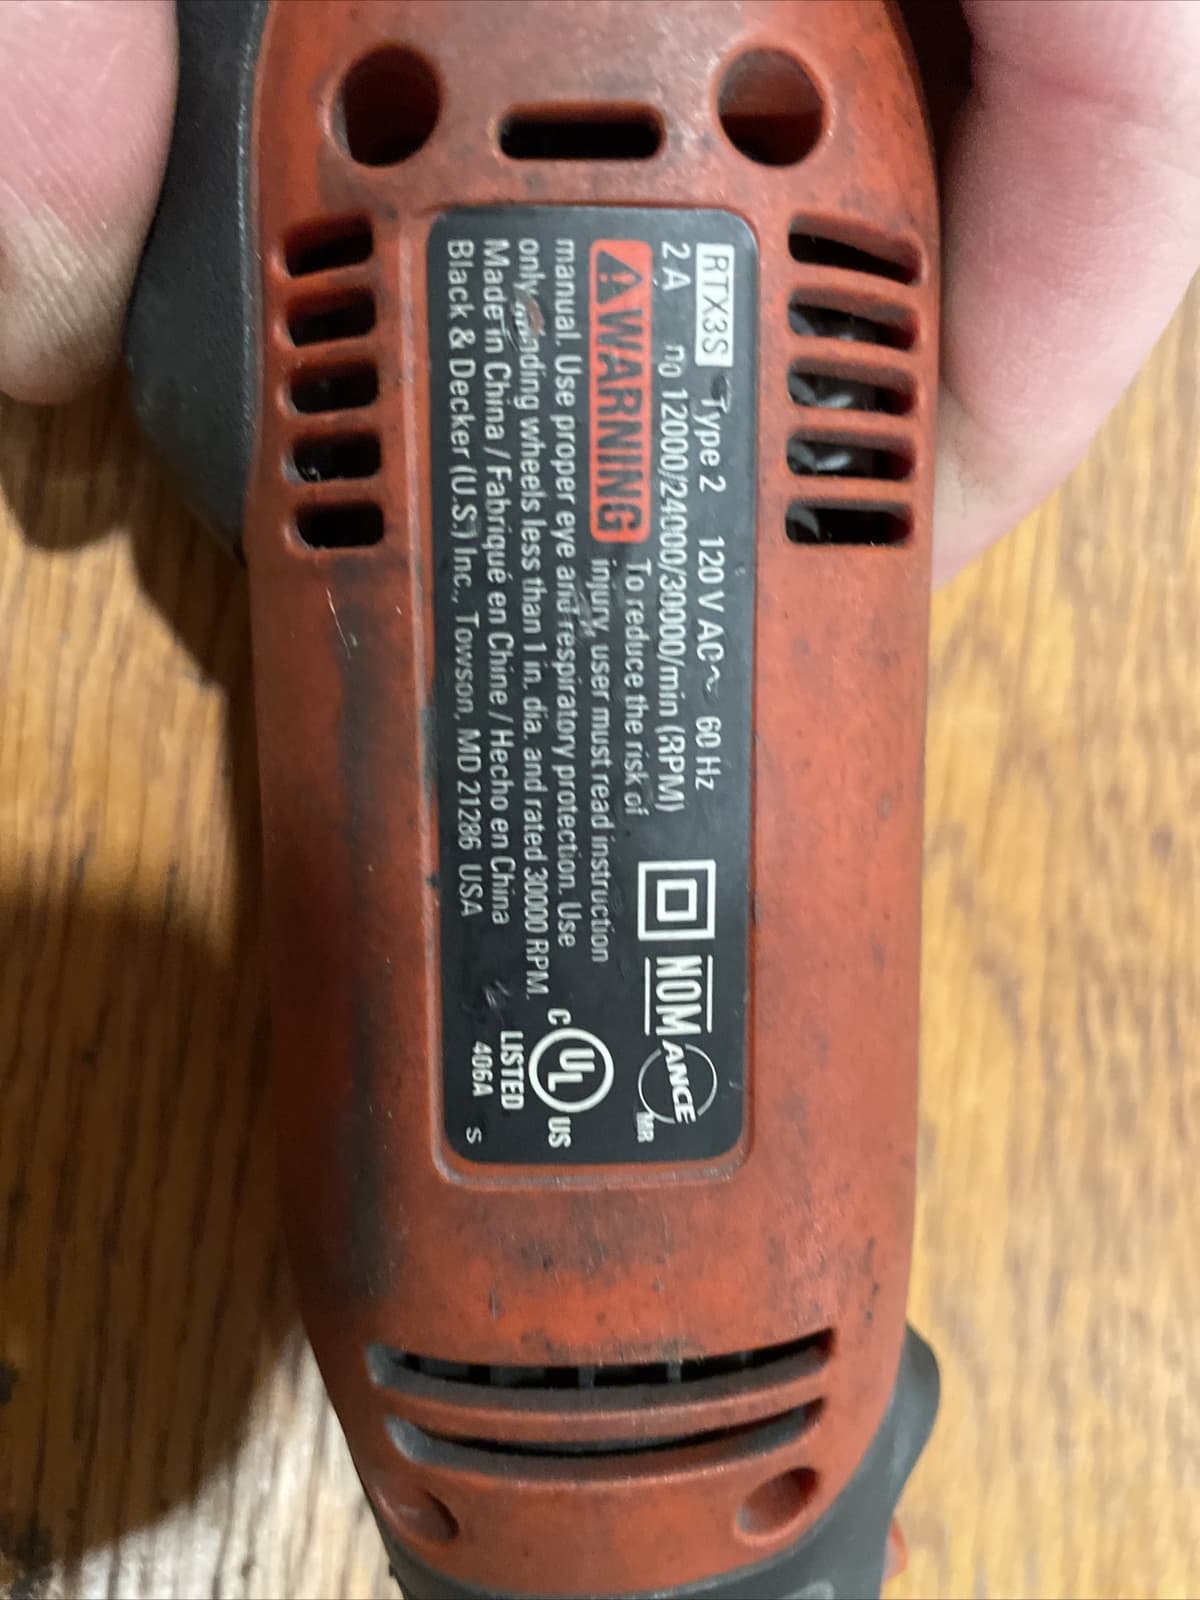 RTX3S Type 2 120 V AC~ 60 Hz
2 A n0 12000/24000/30000/min (RPM)
WARNING To reduce the risk of
injury, user must read instruction
manual. Use proper eye and respiratory protection. Use
only grinding wheels less than 1 in. dia. and rated 30000 RPM.
Made in China / Fabriqué en Chine / Hecho en China
Black & Decker (U.S.) Inc., Towson, MD 21286 USA
NOM ANCE MR
C UL US
LISTED
406A S